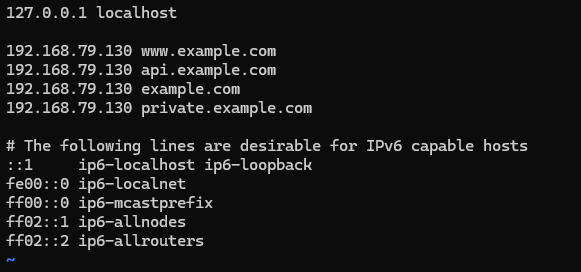 127.0.0.1 localhost
192.168.79.130 www.example.com
192.168.79.130 api.example.com
192.168.79.130 example.com
192.168.79.130 private.example.com
# The following lines are desirable for IPv6 capable hosts
::1     ip6-localhost ip6-loopback
fe00::0 ip6-localnet
ff00::0 ip6-mcastprefix
ff02::1 ip6-allnodes
ff02::2 ip6-allrouters
~